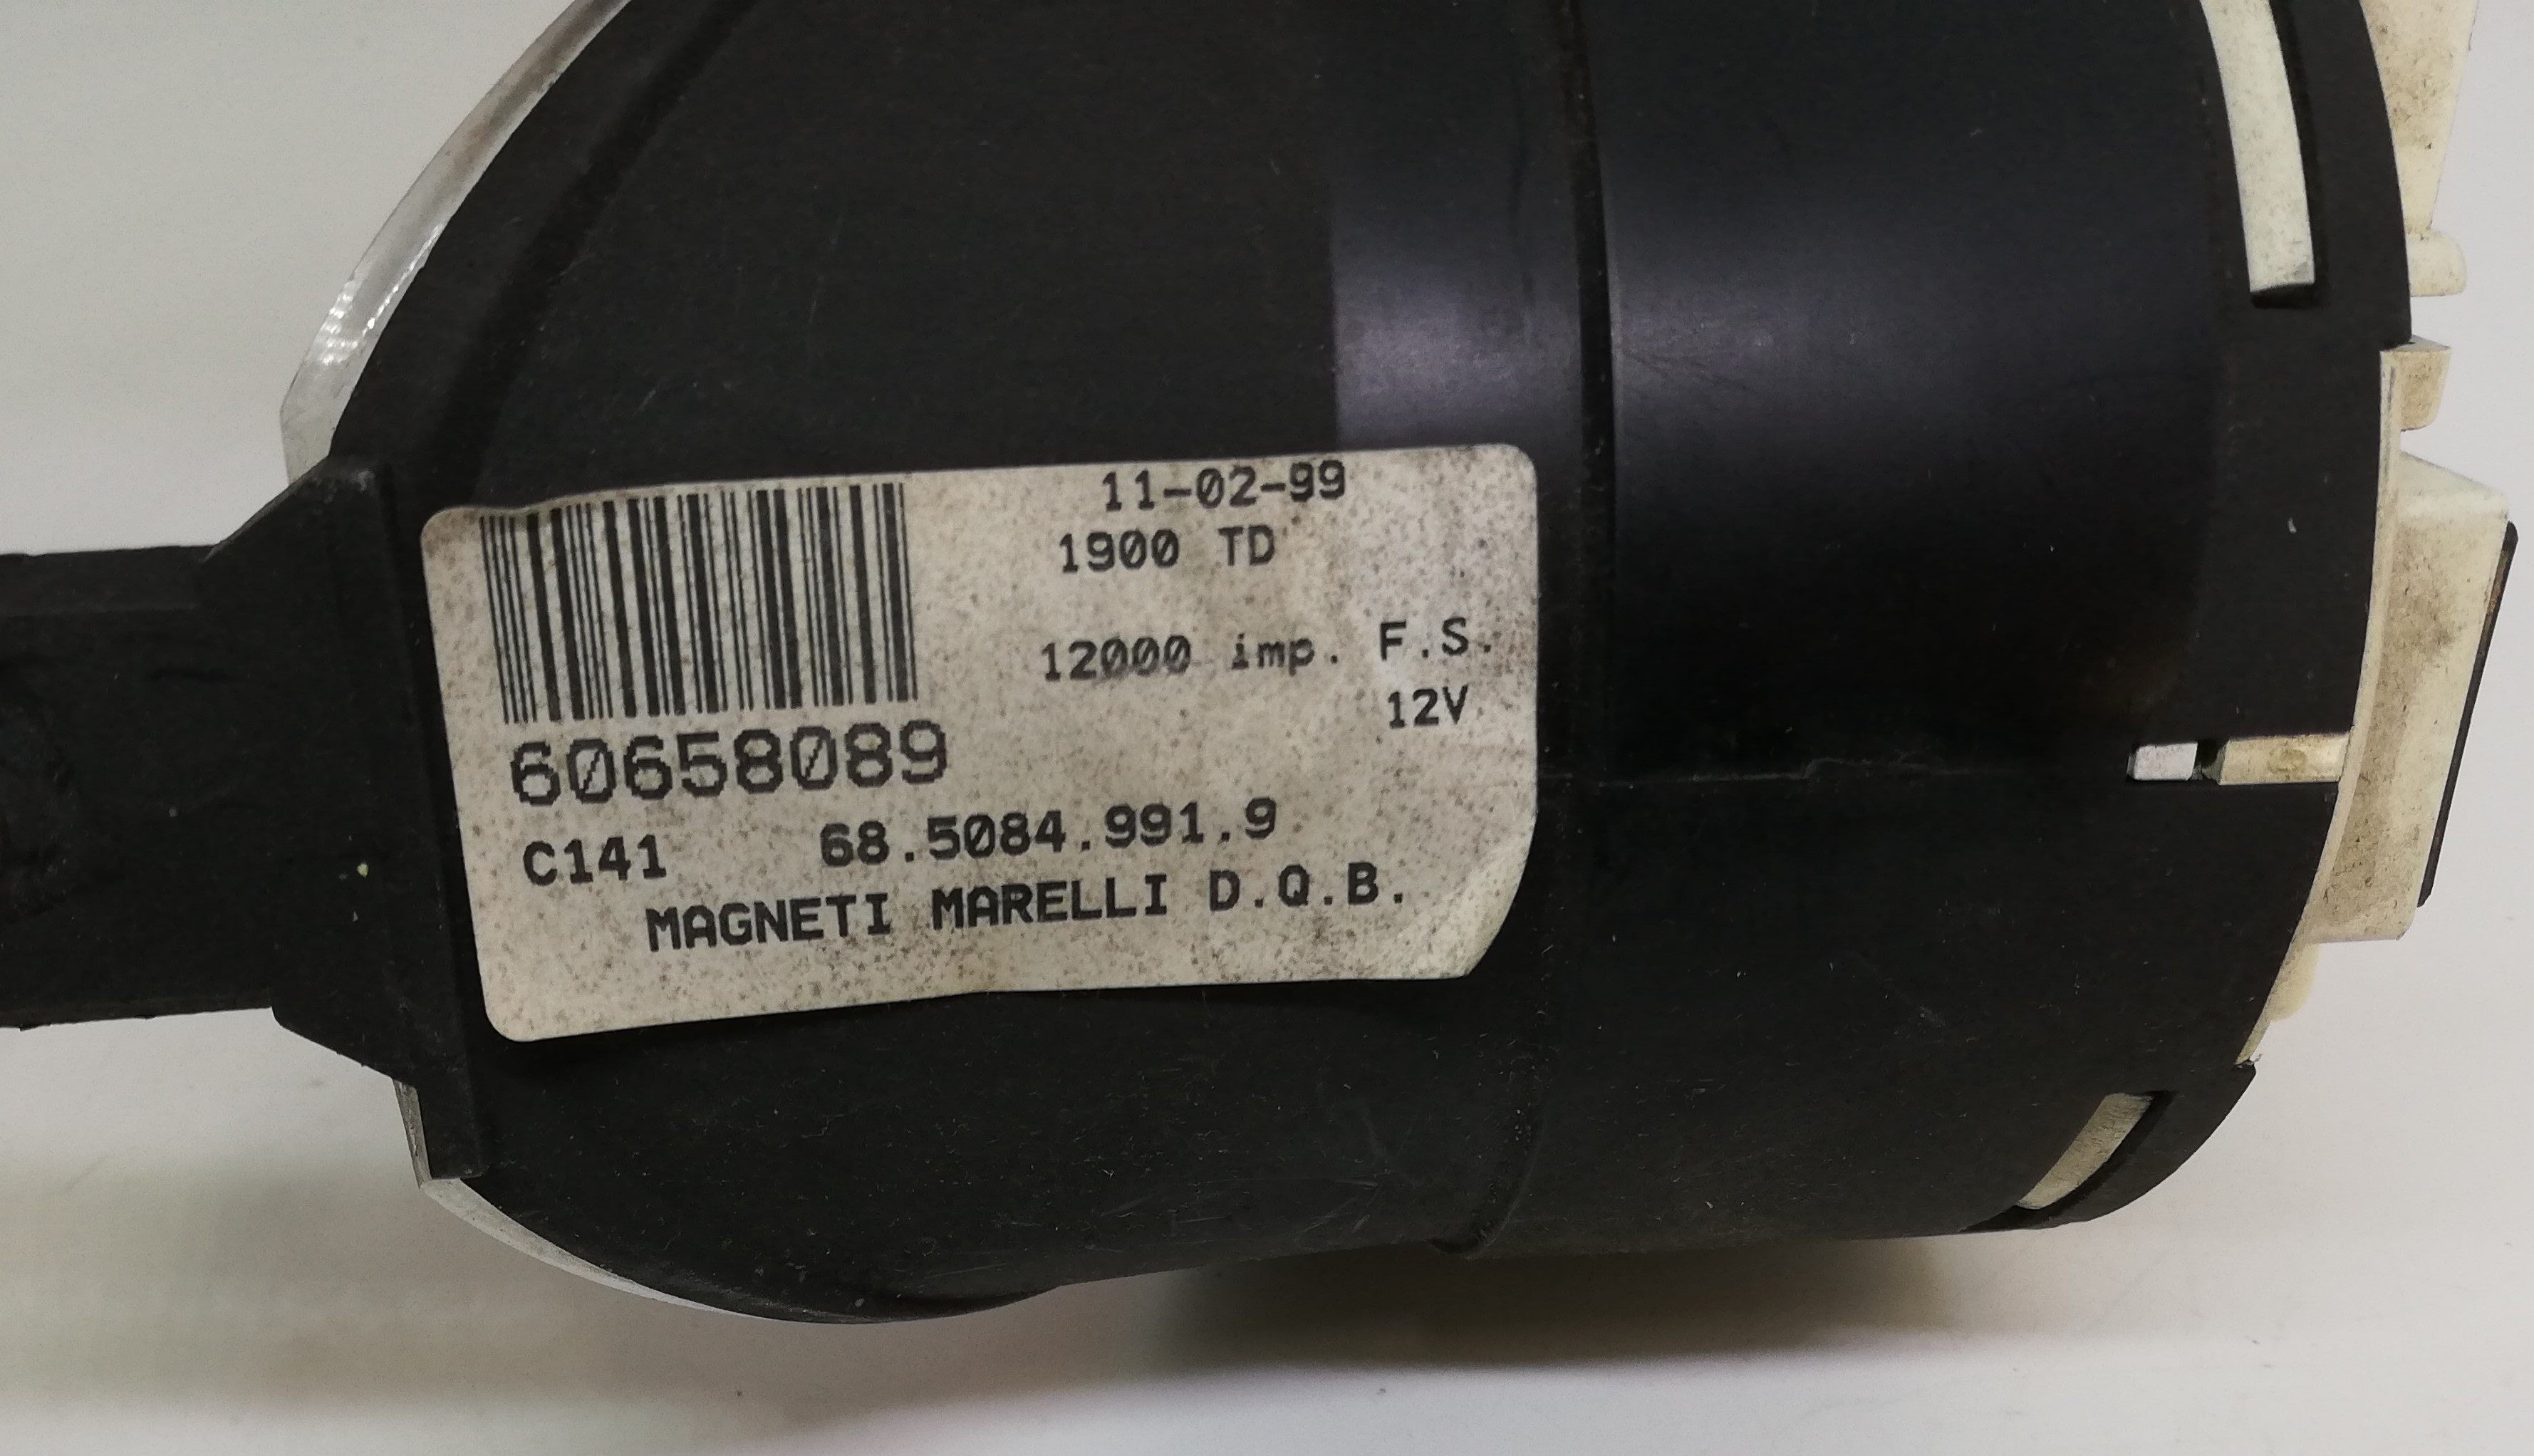 11-02-99
1900 TD
12000 imp. F.S.
12V
60658089
C141 68.5084.991.9
MAGNETI MARELLI D.Q.B.